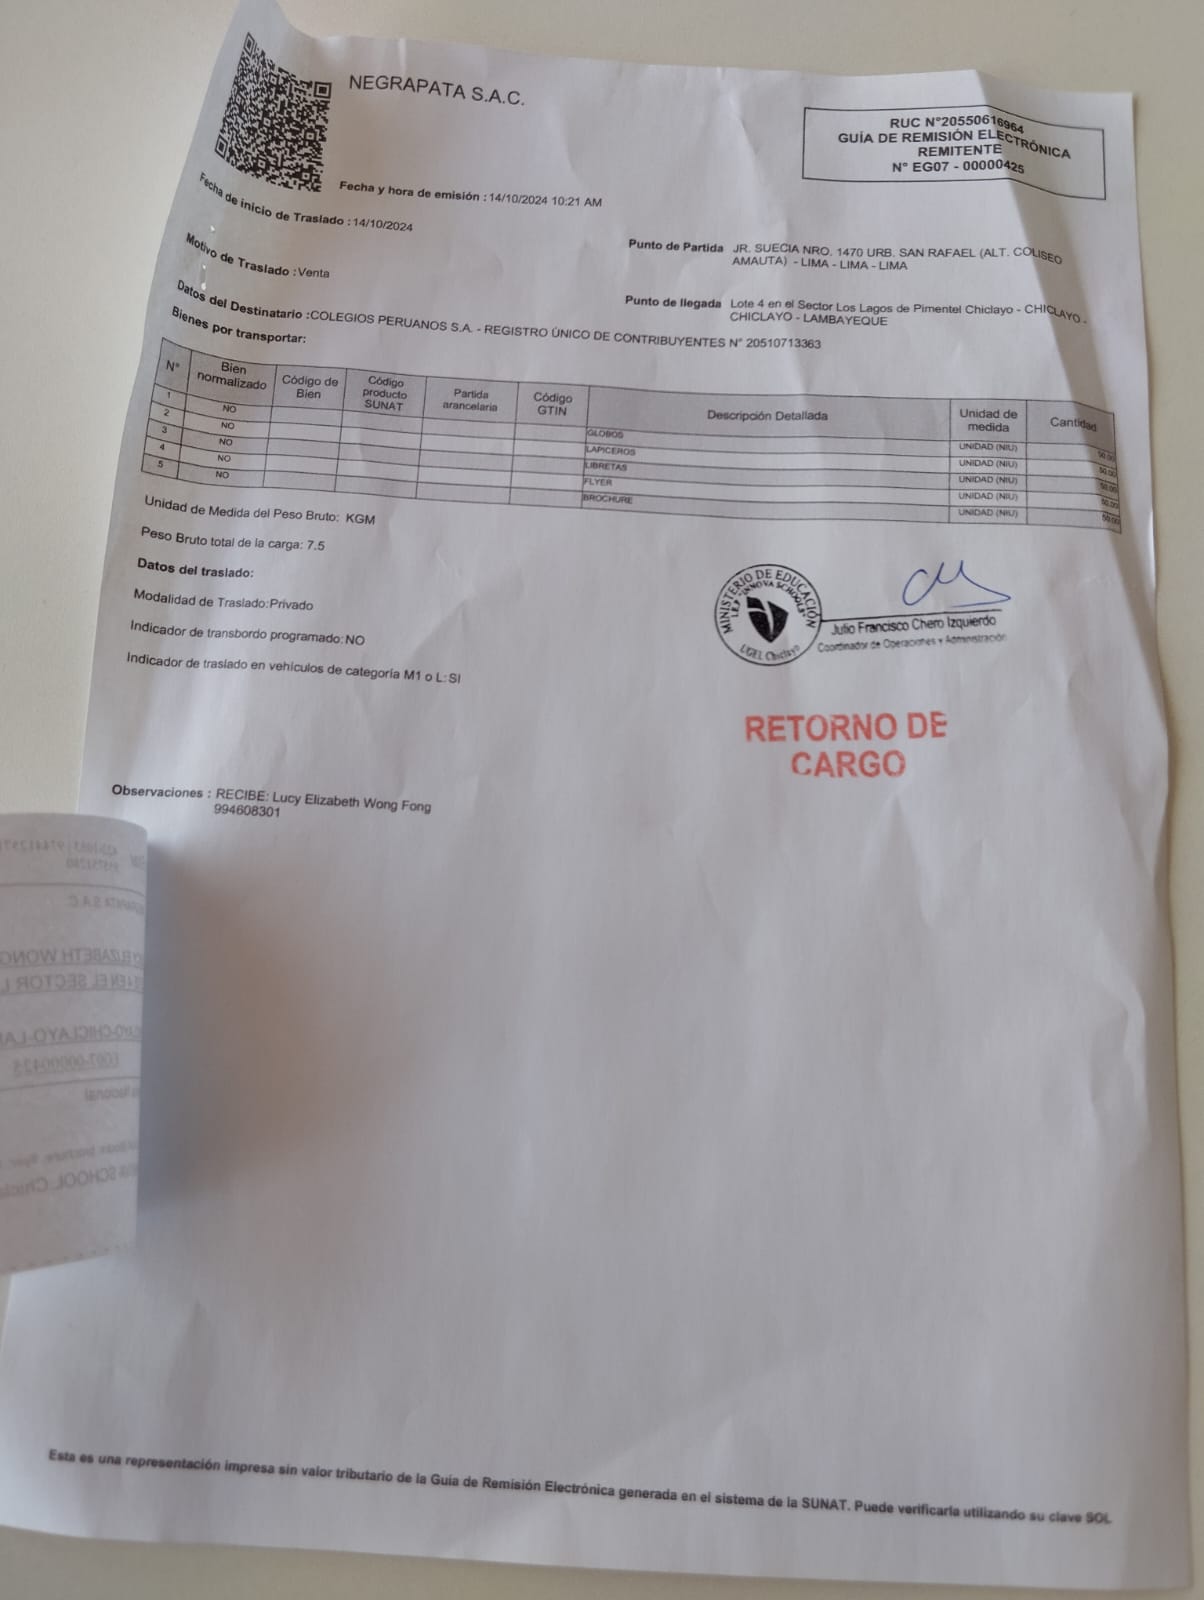 NEGRAPATA S.A.C.
RUC N°20550616964
GUÍA DE REMISIÓN ELECTRÓNICA
REMITENTE
N° EG07 - 00000425
Fecha y hora de emisión : 14/10/2024 10:21 AM
Fecha de inicio de Traslado : 14/10/2024
Punto de Partida JR. SUECIA NRO. 1470 URB. SAN RAFAEL (ALT. COLISEO
AMAUTA) - LIMA - LIMA - LIMA
Motivo de Traslado : Venta
Punto de llegada Lote 4 en el Sector Los Lagos de Pimentel Chiclayo - CHICLAYO -
CHICLAYO - LAMBAYEQUE
Datos del Destinatario :COLEGIOS PERUANOS S.A. - REGISTRO ÚNICO DE CONTRIBUYENTES N° 20510713363
Bienes por transportar:
N° Bien normalizado Código de Bien Código producto SUNAT Partida arancelaria Código GTIN Descripción Detallada Unidad de medida Cantidad
1 NO GLOBOS UNIDAD (NIU) 50.00
2 NO LAPICEROS UNIDAD (NIU) 50.00
3 NO LIBRETAS UNIDAD (NIU) 50.00
4 NO FLYER UNIDAD (NIU) 50.00
5 NO BROCHURE UNIDAD (NIU) 50.00
Unidad de Medida del Peso Bruto: KGM
Peso Bruto total de la carga: 7.5
Datos del traslado:
Modalidad de Traslado:Privado
Indicador de transbordo programado:NO
Indicador de traslado en vehículos de categoría M1 o L:SI
MINISTERIO DE EDUCACIÓN
I.E.P "INNOVA SCHOOLS"
UGEL Chiclayo
Julio Francisco Chero Izquierdo
Coordinador de Operaciones y Administración
RETORNO DE
CARGO
Observaciones : RECIBE: Lucy Elizabeth Wong Fong
994608301
Esta es una representación impresa sin valor tributario de la Guía de Remisión Electrónica generada en el sistema de la SUNAT. Puede verificarla utilizando su clave SOL